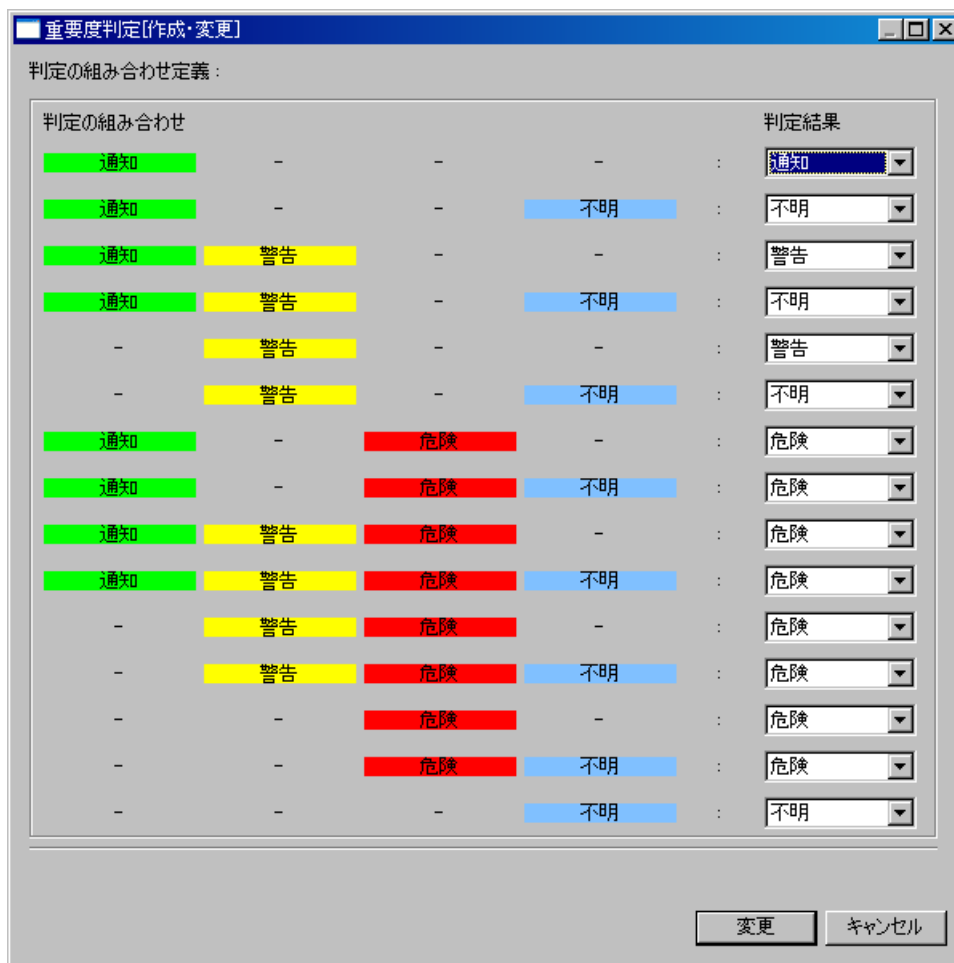 重要度判定[作成・変更]
判定の組み合わせ定義：
判定の組み合わせ 判定結果
通知 - - - : 通知
通知 - - 不明 : 不明
通知 警告 - - : 警告
通知 警告 - 不明 : 不明
- 警告 - - : 警告
- 警告 - 不明 : 不明
通知 - 危険 - : 危険
通知 - 危険 不明 : 危険
通知 警告 危険 - : 危険
通知 警告 危険 不明 : 危険
- 警告 危険 - : 危険
- 警告 危険 不明 : 危険
- - 危険 - : 危険
- - 危険 不明 : 危険
- - - 不明 : 不明
変更 キャンセル